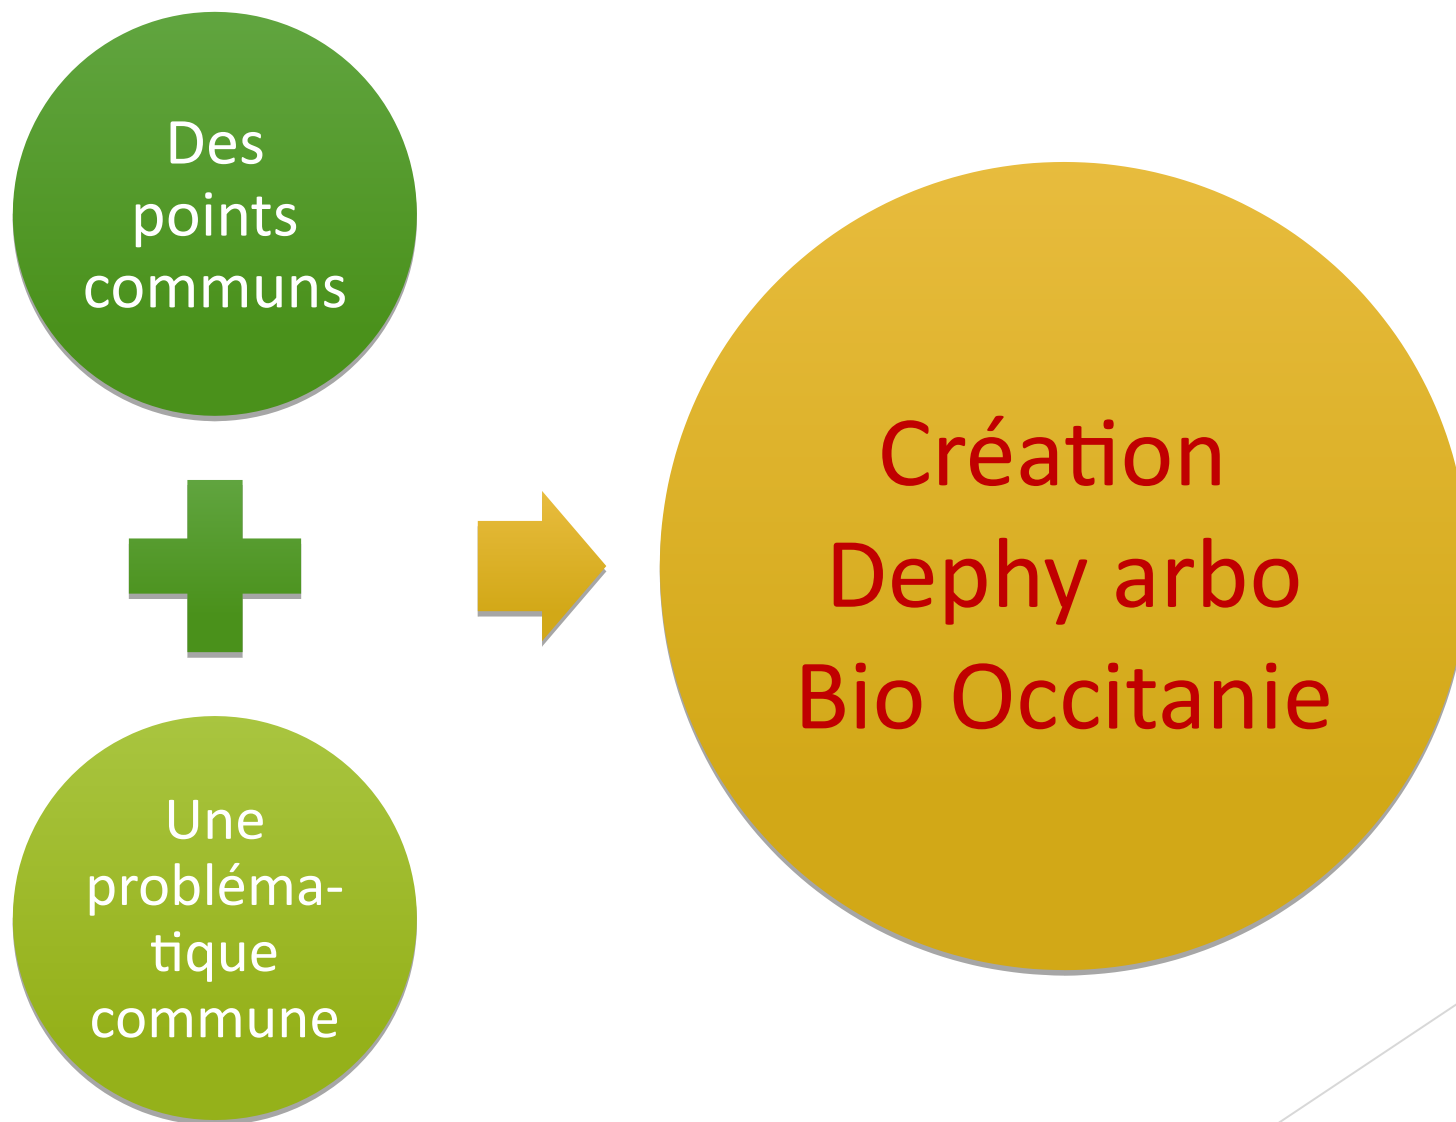 Des
points
communs
Une
probléma-
tique
commune
Création
Dephy arbo
Bio Occitanie